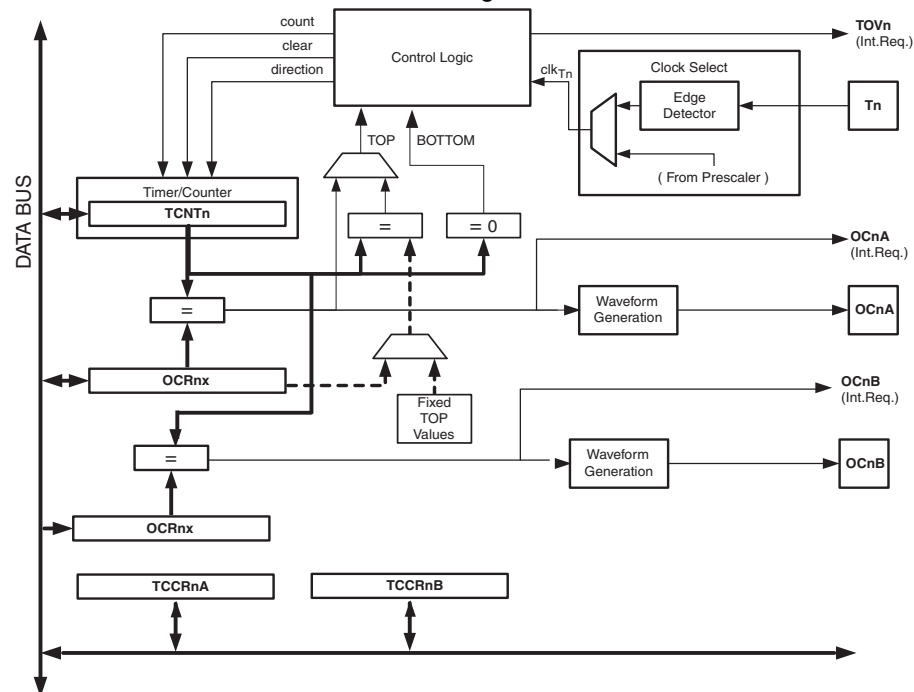 count
clear
direction
Control Logic
TOVn
(Int.Req.)
clkTn
Clock Select
Edge
Detector
Tn
( From Prescaler )
TOP
BOTTOM
Timer/Counter
TCNTn
DATA BUS
=
= 0
OCnA
(Int.Req.)
=
Waveform
Generation
OCnA
OCRnx
Fixed
TOP
Values
OCnB
(Int.Req.)
=
Waveform
Generation
OCnB
OCRnx
TCCRnA
TCCRnB